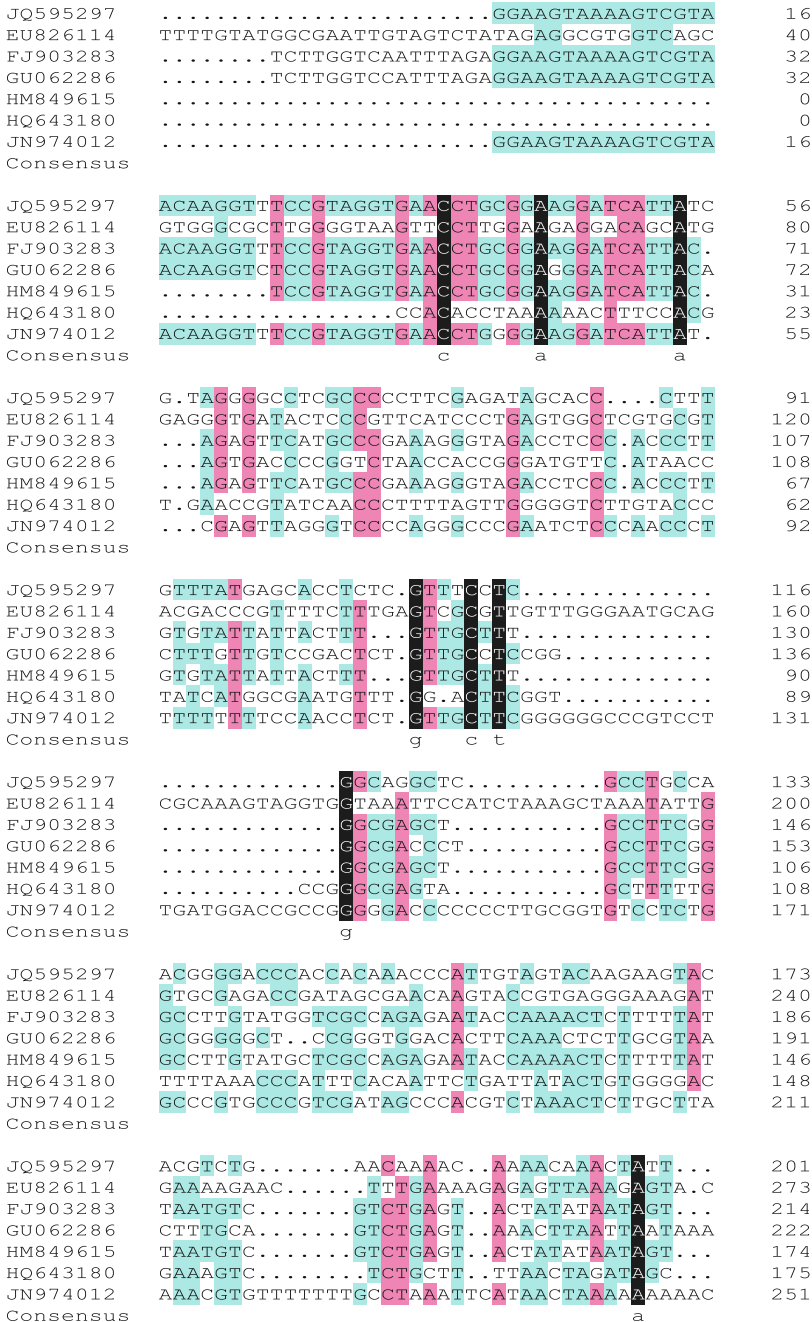 JQ595297 ........................GGAAGTAAAAGTCGTA 16
EU826114 TTTTGTATGGCGAATTGTAGTCTATAGAGGCGTGGTCAGC 40
FJ903283 ........TCTTGGTCATTTAGAGGAAGTAAAAGTCGTA 32
GU062286 ........TCTTGGTCCATTTAGAGGAAGTAAAAGTCGTA 32
HM849615 ........................................ 0
HQ643180 ........................................ 0
JN974012 ........................GGAAGTAAAAGTCGTA 16
Consensus
JQ595297 ACAAGGTTTCCGTAGGTGAACCTGCGGAAGGATCATTATC 56
EU826114 GTGGGCGCTTGGGGTAAGTTCCTTGGAAGAGGACAGCATG 80
FJ903283 ACAAGGTTTCCGTAGGTGAACCTGCGGAAGGATCATTAC. 71
GU062286 ACAAGGTCTCCGTAGGTGAACCTGCGGAGGGATCATTACA 72
HM849615 ........TCCGTAGGTGAACCTGCGGAAGGATCATTAC. 31
HQ643180 .................CCACACCTAAAAAACTTTCCACG 23
JN974012 ACAAGGTTTCCGTAGGTGAACCTGGGGAAGGATCATTAT. 55
Consensus c a a
JQ595297 G.TAGGGGCCTCGCCCCCTTCGAGATAGCACC....CTTT 91
EU826114 GAGGGTGATACTCCCGTTCATCCCTGAGTGGCTCGTGCGT 120
FJ903283 ...AGAGTTCATGCCCGAAAGGGTAGACCTCCC.ACCCTT 107
GU062286 ...AGTGACCCCGGTCTAACCACCGGGATGTTC.ATAACC 108
HM849615 ...AGAGTTCATGCCCGAAAGGGTAGACCTCCC.ACCCTT 67
HQ643180 T.GAACCGTATCAACCCTTTTAGTTGGGGGTCTTGTACCC 62
JN974012 ...CGAGTTAGGGTCCCCAGGGCCCGAATCTCCCAACCCT 92
Consensus
JQ595297 GTTTATGAGCACCTCTC.GTTTCCTC.............. 116
EU826114 ACGACCCGTTTTCTTTGAGTCGCGTTGTTTGGGAATGCAG 160
FJ903283 GTGTATTATTACTTT...GTTGCTTT.............. 130
GU062286 CTTTGTTGTCCGACTCT.GTTGCCTCCGG........... 136
HM849615 GTGTATTATTACTTT...GTTGCTTT.............. 90
HQ643180 TATCATGGCGAATGTTT.GG.ACTTCGGT........... 89
JN974012 TTTTTTTTCCAACCTCT.GTTGCTTCGGGGGGCCCGTCCT 131
Consensus g c t
JQ595297 .............GGCAGGCTC..........GCCTGCCA 133
EU826114 CGCAAAGTAGGTGGTAAATTCCATCTAAAGCTAAATATTG 200
FJ903283 .............GGCGAGCT...........GCCTTCGG 146
GU062286 .............GGCGACCCT..........GCCTTCGG 153
HM849615 .............GGCGAGCT...........GCCTTCGG 106
HQ643180 ..........CCGGGCGAGTA...........GCTTTTTG 108
JN974012 TGATGGACCGCCGGGGGACCCCCCCTTGCGGTGTCCTCTG 171
Consensus g
JQ595297 ACGGGGACCCACCACAAACCCATTGTAGTACAAGAAGTAC 173
EU826114 GTGCGAGACCGATAGCGAACAAGTACCGTGAGGGAAAGAT 240
FJ903283 GCCTTGTATGGTCGCCAGAGAATACCAAAACTCTTTTTAT 186
GU062286 GCGGGGGCT..CCGGGTGGACACTTCAAACTCTTGCGTAA 191
HM849615 GCCTTGTATGCTCGCCAGAGAATACCAAAACTCTTTTTAT 146
HQ643180 TTTTAAACCCATTTCACAATTCTGATTATACTGTGGGGAC 148
JN974012 GCCCGTGCCCGTCGATAGCCCACGTCTAAACTCTTGCTTA 211
Consensus
JQ595297 ACGTCTG.......AACAAAAC..AAAACAAACTATT... 201
EU826114 GAAAAGAAC......TTTGAAAAGAGAGTTAAAGAGTA.C 273
FJ903283 TAATGTC.......GTCTGAGT..ACTATATAATAGT... 214
GU062286 CTTTGCA.......GTCTGAGT..AAACTTAATTAATAAA 222
HM849615 TAATGTC.......GTCTGAGT..ACTATATAATAGT... 174
HQ643180 GAAAGTC........TCTGCTT..TTAACTAGATAGC... 175
JN974012 AAACGTGTTTTTTTGCCTAAATTCATAACTAAAAAAAAAC 251
Consensus a